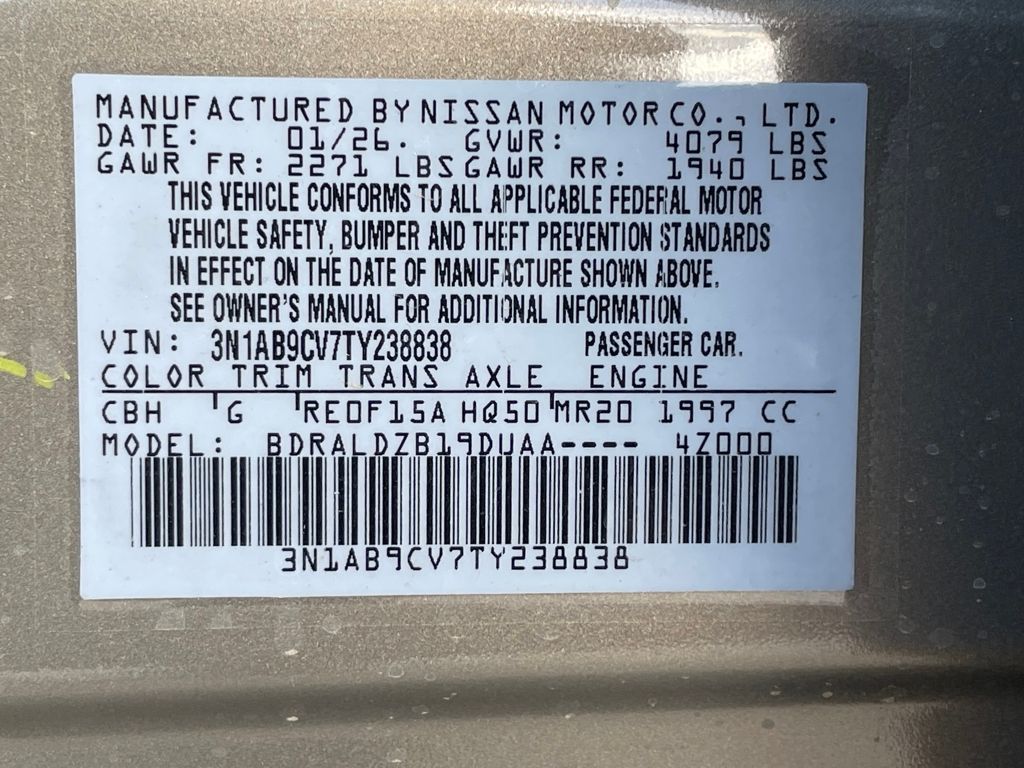 MANUFACTURED BY NISSAN MOTOR CO., LTD.
DATE: 01/26. GVWR: 4079 LBS
GAWR FR: 2271 LBS GAWR RR: 1940 LBS
THIS VEHICLE CONFORMS TO ALL APPLICABLE FEDERAL MOTOR
VEHICLE SAFETY, BUMPER AND THEFT PREVENTION STANDARDS
IN EFFECT ON THE DATE OF MANUFACTURE SHOWN ABOVE.
SEE OWNER'S MANUAL FOR ADDITIONAL INFORMATION.
VIN: 3N1AB9CV7TY238838 PASSENGER CAR.
COLOR TRIM TRANS AXLE ENGINE
CBH G RE0F15A HQ50 MR20 1997 CC
MODEL: BDRALDZB19DUAA---- 4Z000
3N1AB9CV7TY238838